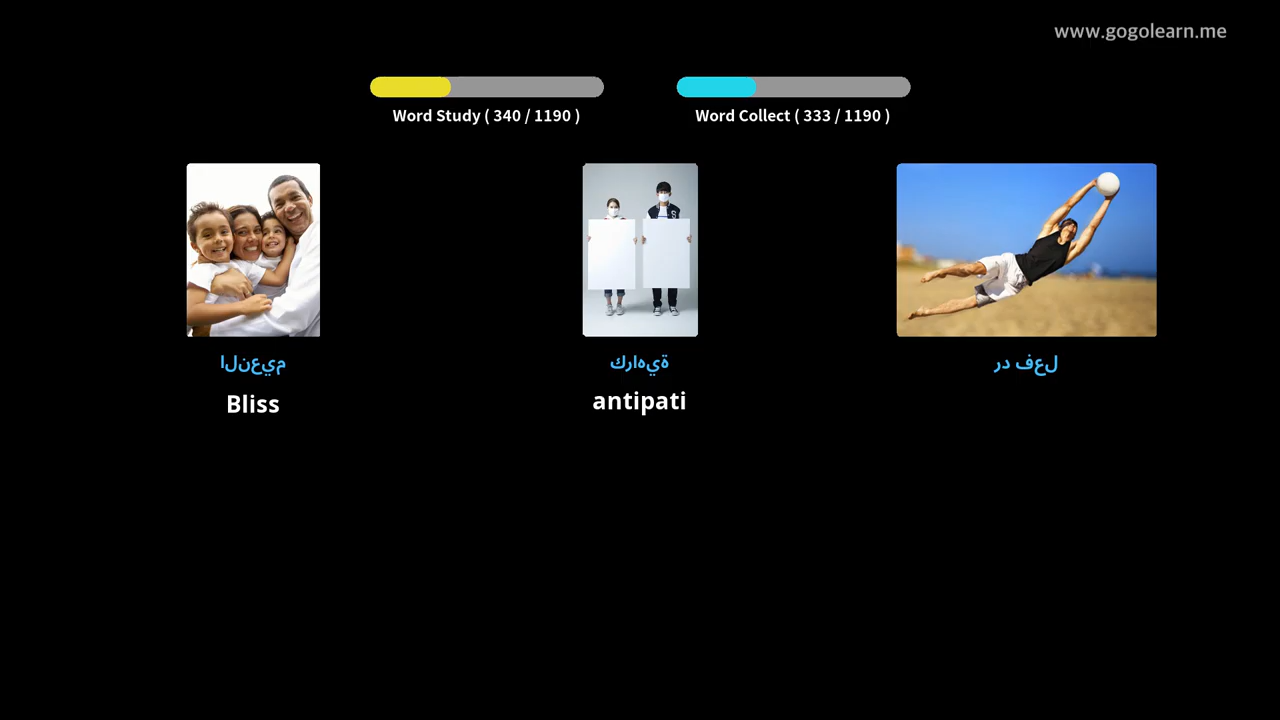 www.gogolearn.me
Word Study ( 340 / 1190 )
Word Collect ( 333 / 1190 )
النعيم
كراهية
رد فعل
Bliss
antipati